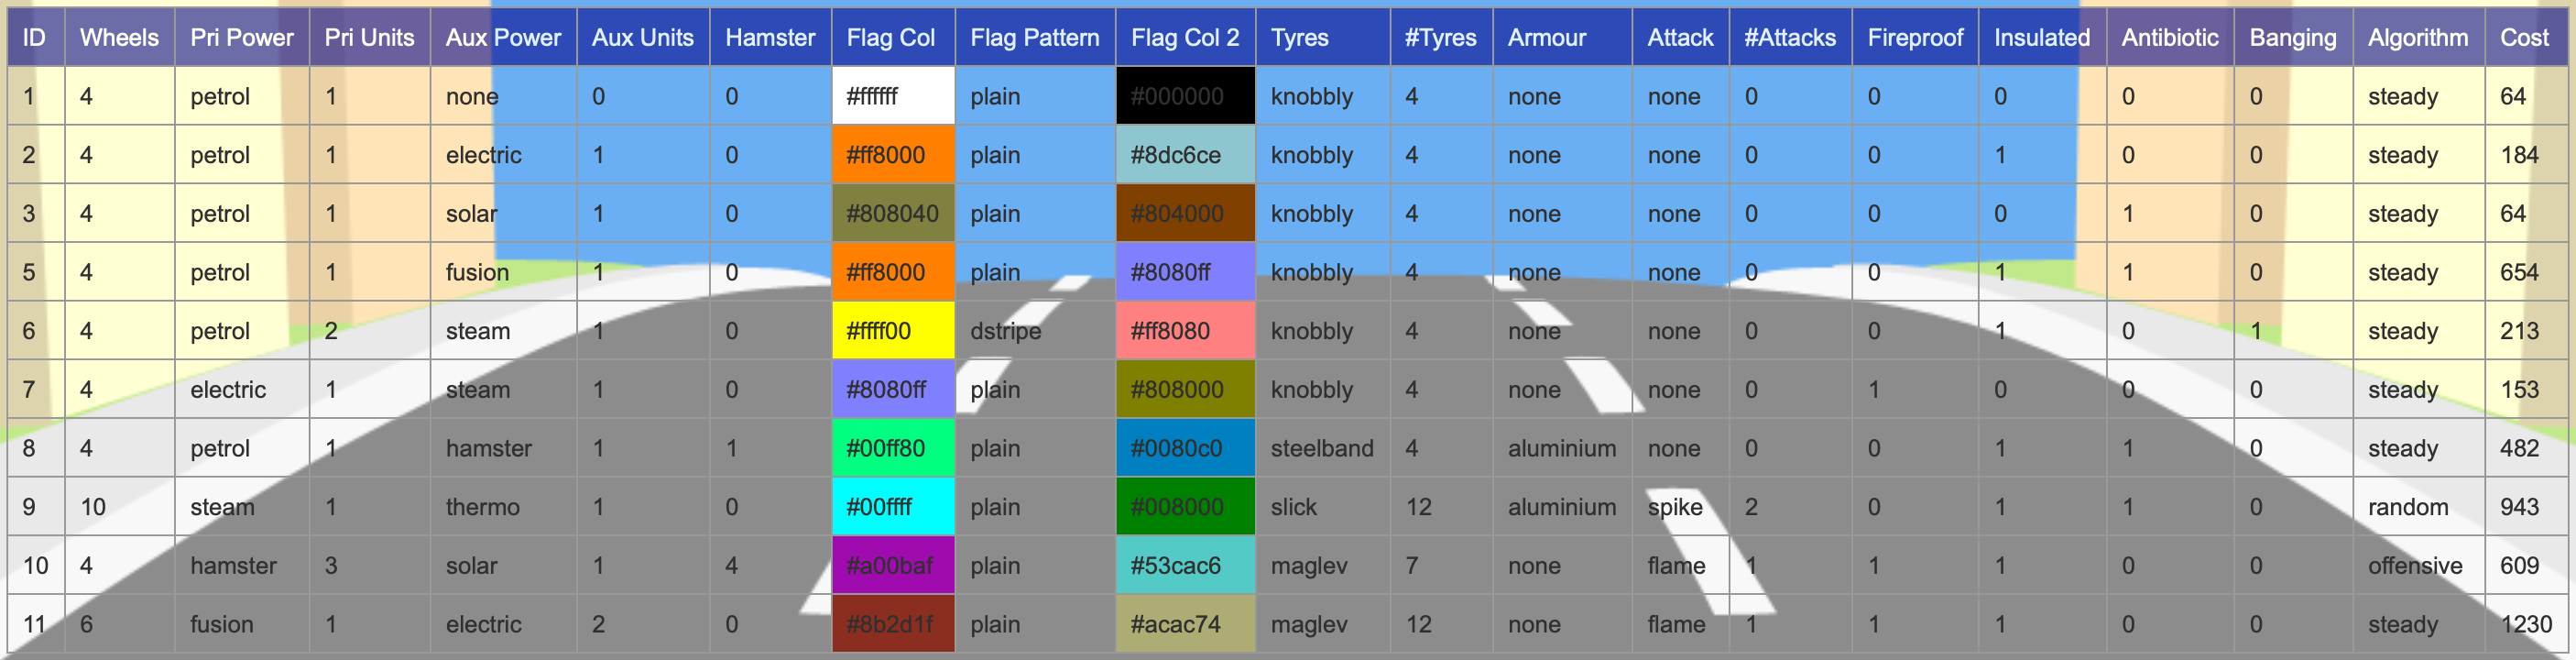 ID Wheels Pri Power Pri Units Aux Power Aux Units Hamster Flag Col Flag Pattern Flag Col 2 Tyres #Tyres Armour Attack #Attacks Fireproof Insulated Antibiotic Banging Algorithm Cost
1 4 petrol 1 none 0 0 #ffffff plain #000000 knobbly 4 none none 0 0 0 0 0 steady 64
2 4 petrol 1 electric 1 0 #ff8000 plain #8dc6ce knobbly 4 none none 0 0 1 0 0 steady 184
3 4 petrol 1 solar 1 0 #808040 plain #804000 knobbly 4 none none 0 0 0 1 0 steady 64
5 4 petrol 1 fusion 1 0 #ff8000 plain #8080ff knobbly 4 none none 0 0 1 1 0 steady 654
6 4 petrol 2 steam 1 0 #ffff00 dstripe #ff8080 knobbly 4 none none 0 0 1 0 1 steady 213
7 4 electric 1 steam 1 0 #8080ff plain #808000 knobbly 4 none none 0 1 0 0 0 steady 153
8 4 petrol 1 hamster 1 1 #00ff80 plain #0080c0 steelband 4 aluminium none 0 0 1 1 0 steady 482
9 10 steam 1 thermo 1 0 #00ffff plain #008000 slick 12 aluminium spike 2 0 1 1 0 random 943
10 4 hamster 3 solar 1 4 #a00baf plain #53cac6 maglev 7 none flame 1 1 1 0 0 offensive 609
11 6 fusion 1 electric 2 0 #8b2d1f plain #acac74 maglev 12 none flame 1 1 1 0 0 steady 1230